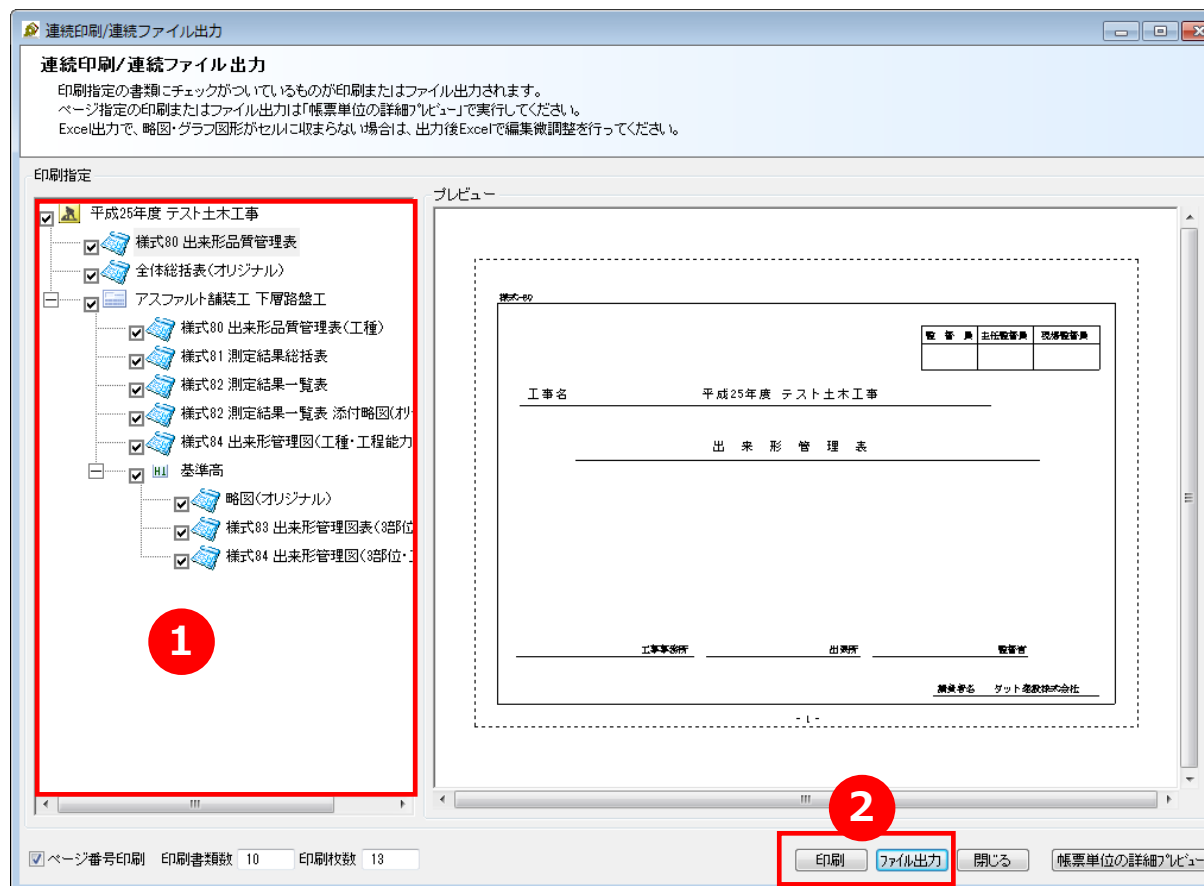 連続印刷/連続ファイル出力
連続印刷/連続ファイル出力
印刷指定の書類にチェックがついているものが印刷またはファイル出力されます。
ページ指定の印刷またはファイル出力は「帳票単位の詳細プレビュー」で実行してください。
Excel出力で、略図・グラフ図形がセルに収まらない場合は、出力後Excelで編集微調整を行ってください。
印刷指定
平成25年度 テスト土木工事
様式80 出来形品質管理表
全体総括表(オリジナル)
アスファルト舗装工 下層路盤工
様式80 出来形品質管理表(工種)
様式81 測定結果総括表
様式82 測定結果一覧表
様式82 測定結果一覧表 添付略図(オリ
様式84 出来形管理図(工種・工程能力
基準高
略図(オリジナル)
様式83 出来形管理図表(3部位
様式84 出来形管理図(3部位・
1
プレビュー
様式-80
監 督 員 主任監督員 現場監督員
工事名 平成25年度 テスト土木工事
出 来 形 管 理 表
工事事務所 出張所 監督官
請負者名 ダット建設株式会社
- 1 -
2
ページ番号印刷 印刷書類数 10 印刷枚数 13
印刷 ファイル出力 閉じる 帳票単位の詳細プレビュー